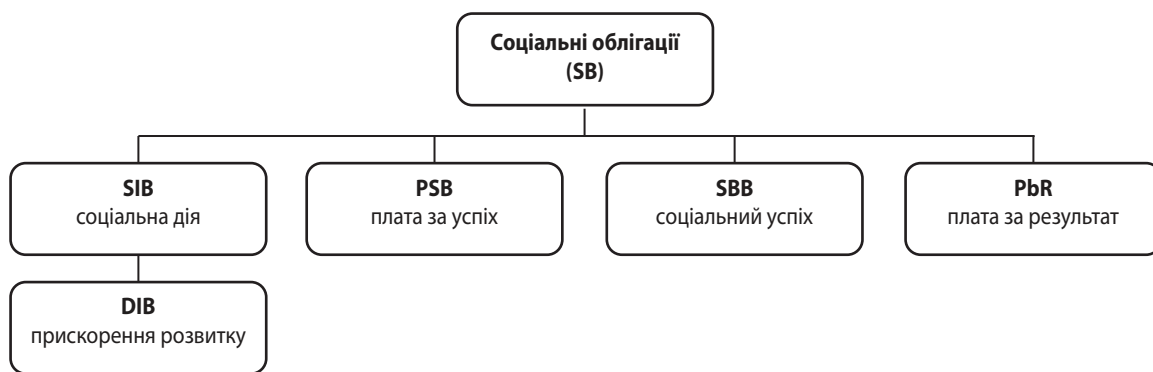 Соціальні облігації
(SB)
SIB
соціальна дія
PSB
плата за успіх
SBB
соціальний успіх
PbR
плата за результат
DIB
прискорення розвитку